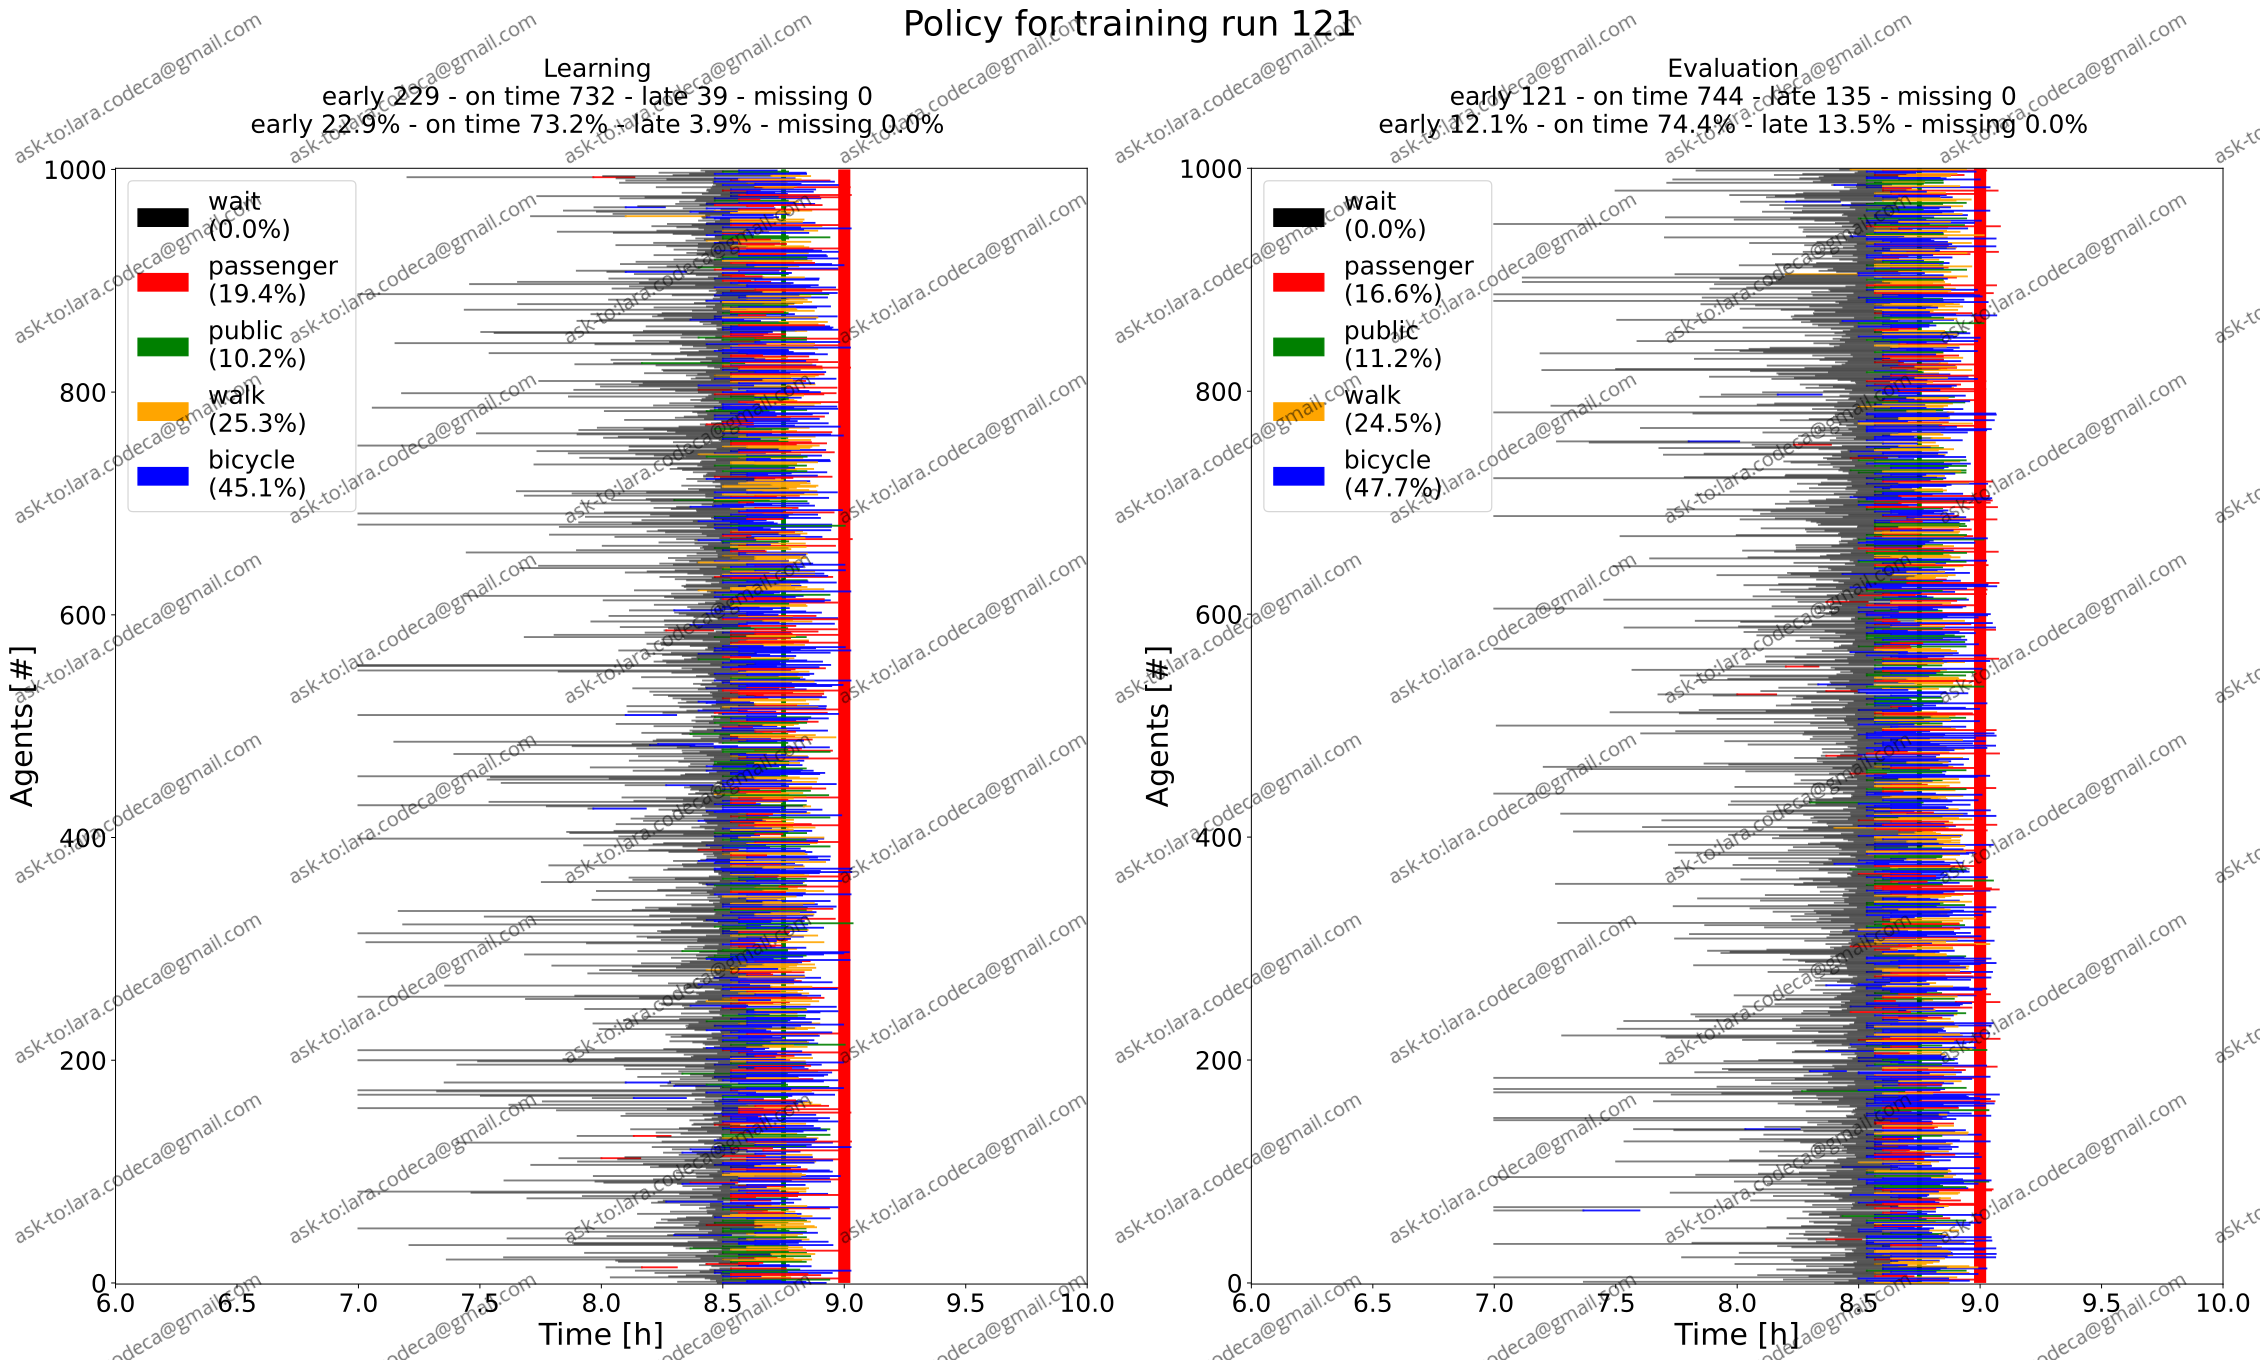 Policy for training run 121
Learning
early 229 - on time 732 - late 39 - missing 0
early 22.9% - on time 73.2% - late 3.9% - missing 0.0%
1000
800
600
400
200
0
wait
(0.0%)
passenger
(19.4%)
public
(10.2%)
walk
(25.3%)
bicycle
(45.1%)
Agents [#]
6.0 6.5 7.0 7.5 8.0 8.5 9.0 9.5 10.0
Time [h]
Evaluation
early 121 - on time 744 - late 135 - missing 0
early 12.1% - on time 74.4% - late 13.5% - missing 0.0%
1000
800
600
400
200
0
wait
(0.0%)
passenger
(16.6%)
public
(11.2%)
walk
(24.5%)
bicycle
(47.7%)
Agents [#]
6.0 6.5 7.0 7.5 8.0 8.5 9.0 9.5 10.0
Time [h]
ask-to:lara.codeca@gmail.com